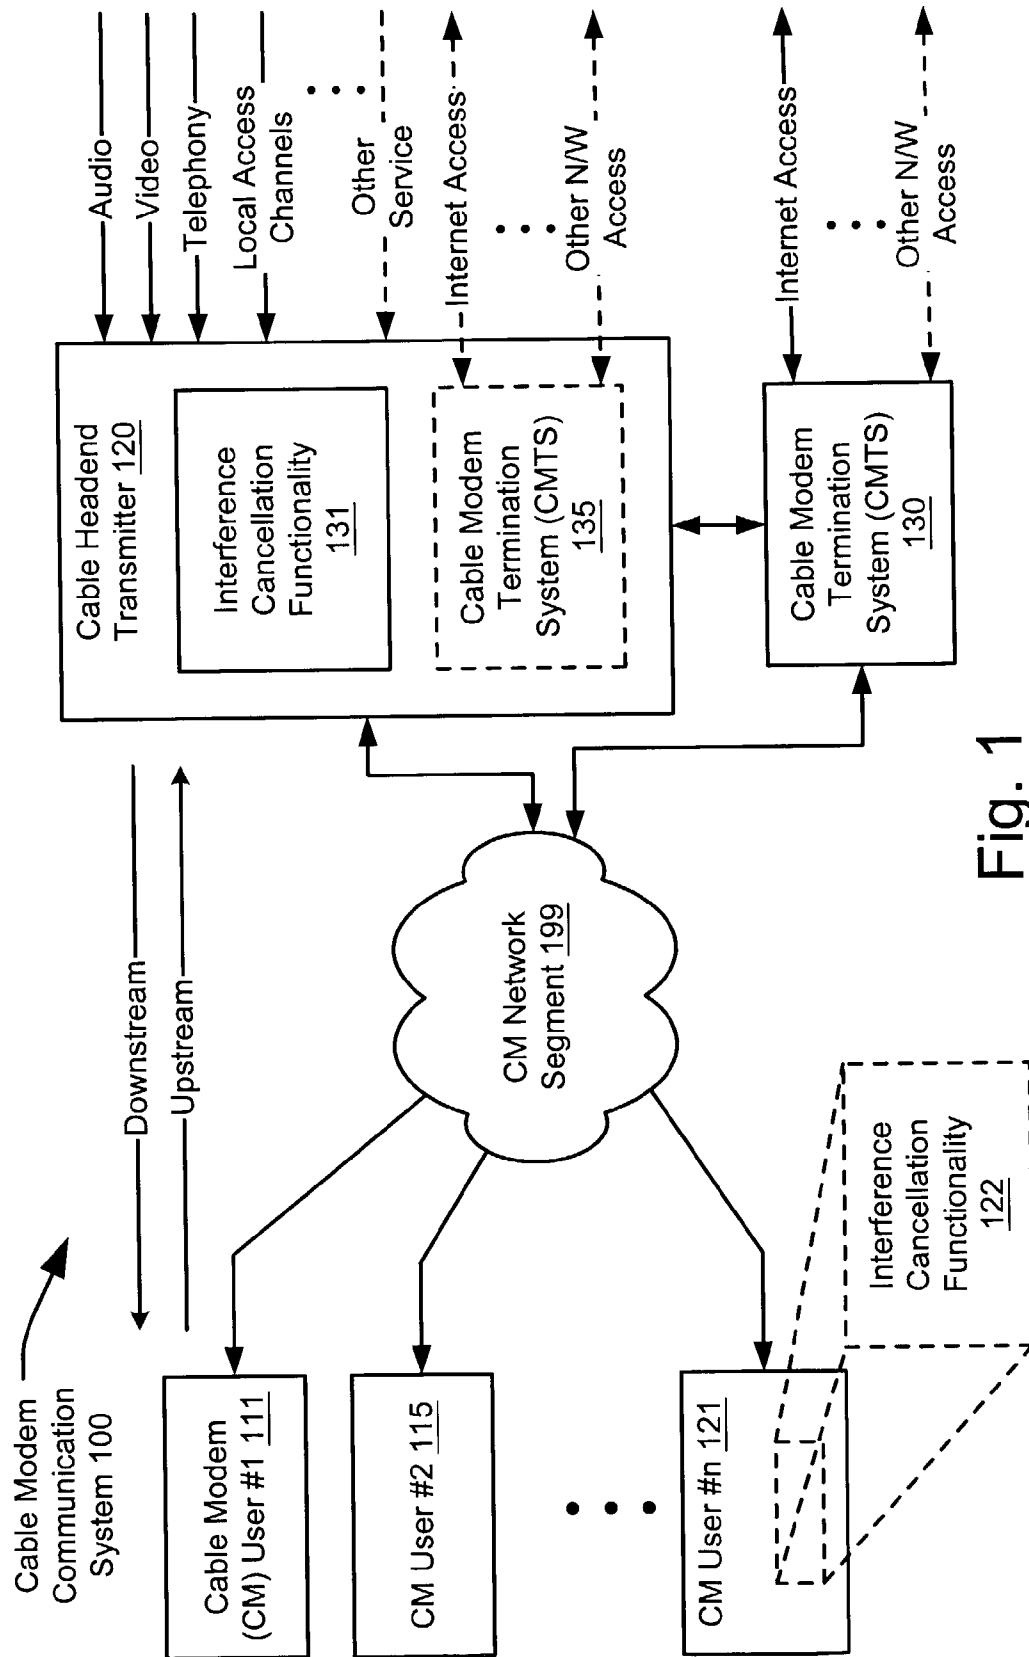 Cable Modem
Communication
System 100
Downstream
Upstream
Cable Modem
(CM) User #1 111
CM User #2 115
CM User #n 121
Interference
Cancellation
Functionality
122
CM Network
Segment 199
Cable Headend
Transmitter 120
Interference
Cancellation
Functionality
131
Cable Modem
Termination
System (CMTS)
135
Cable Modem
Termination
System (CMTS)
130
Audio
Video
Telephony
Local Access
Channels
Other
Service
Internet Access
Other N/W
Access
Internet Access
Other N/W
Access
Fig. 1